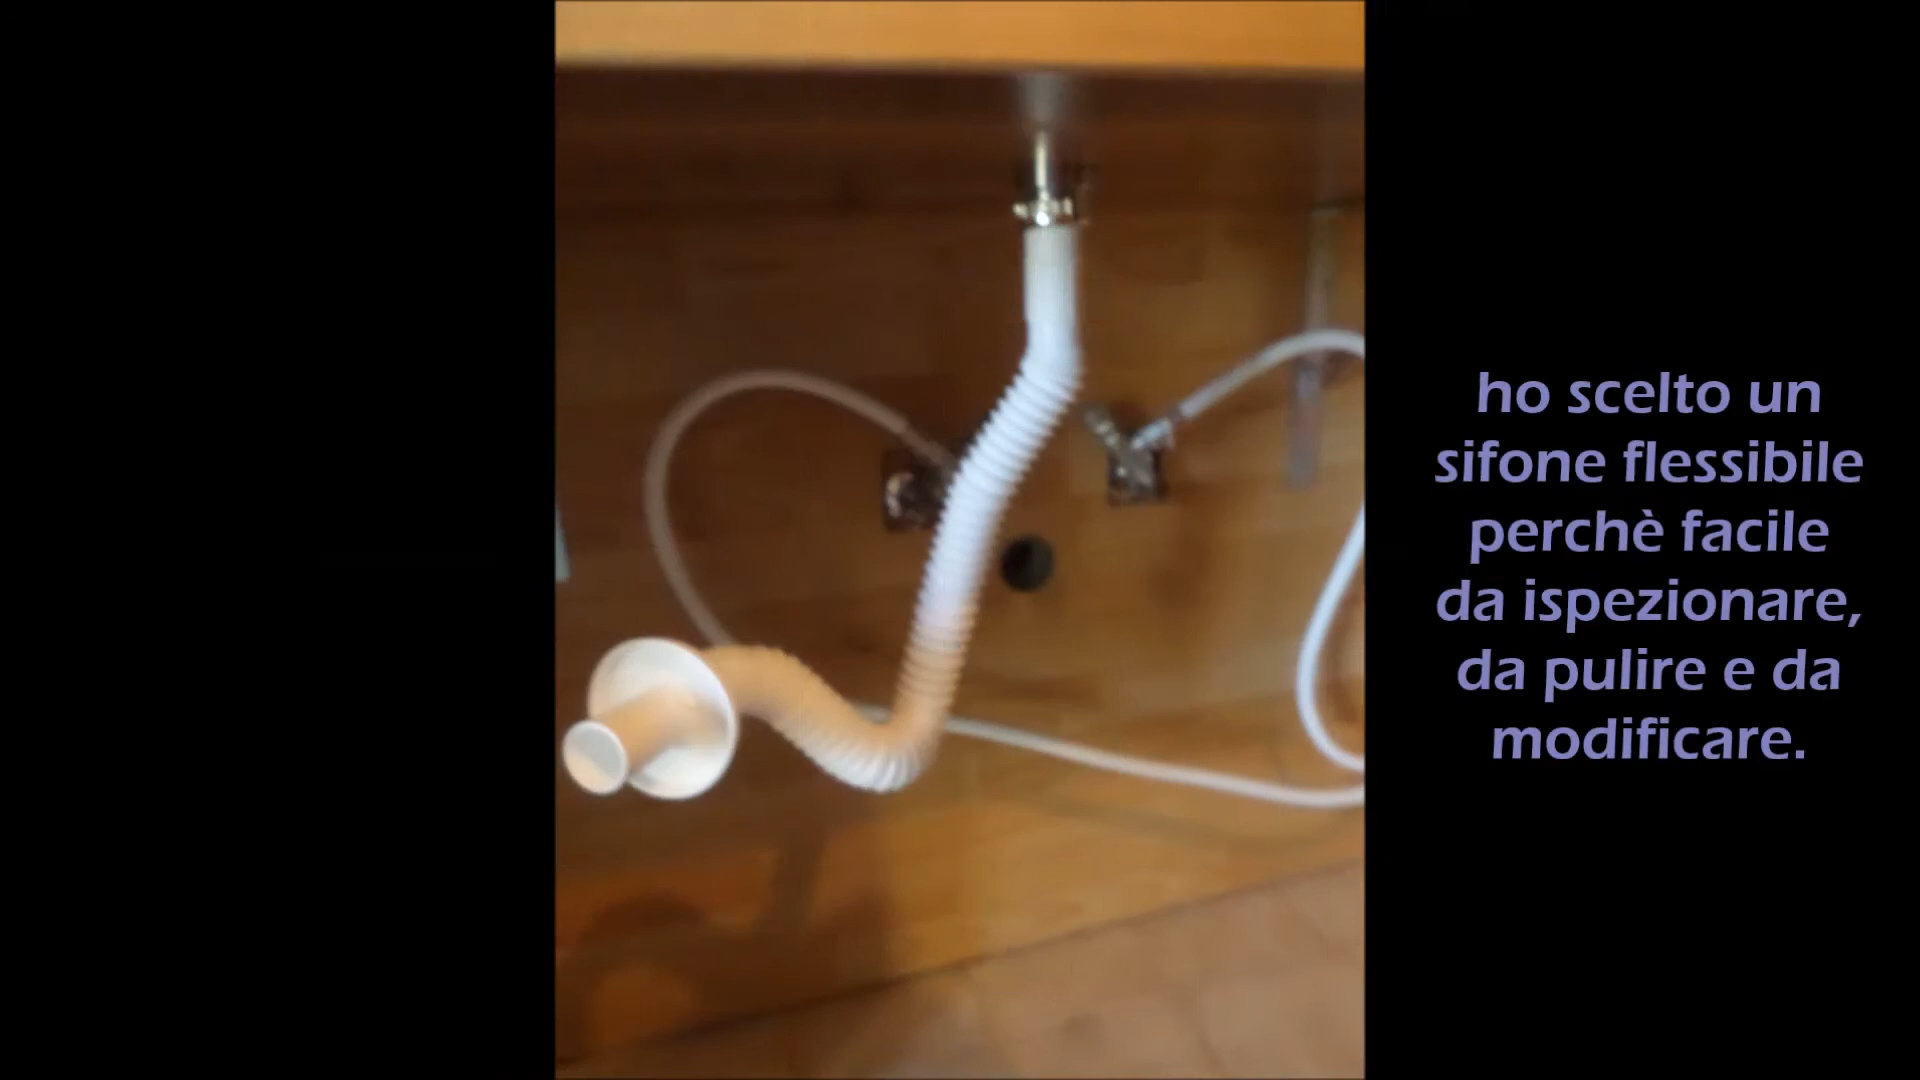 ho scelto un
sifone flessibile
perchè facile
da ispezionare,
da pulire e da
modificare.